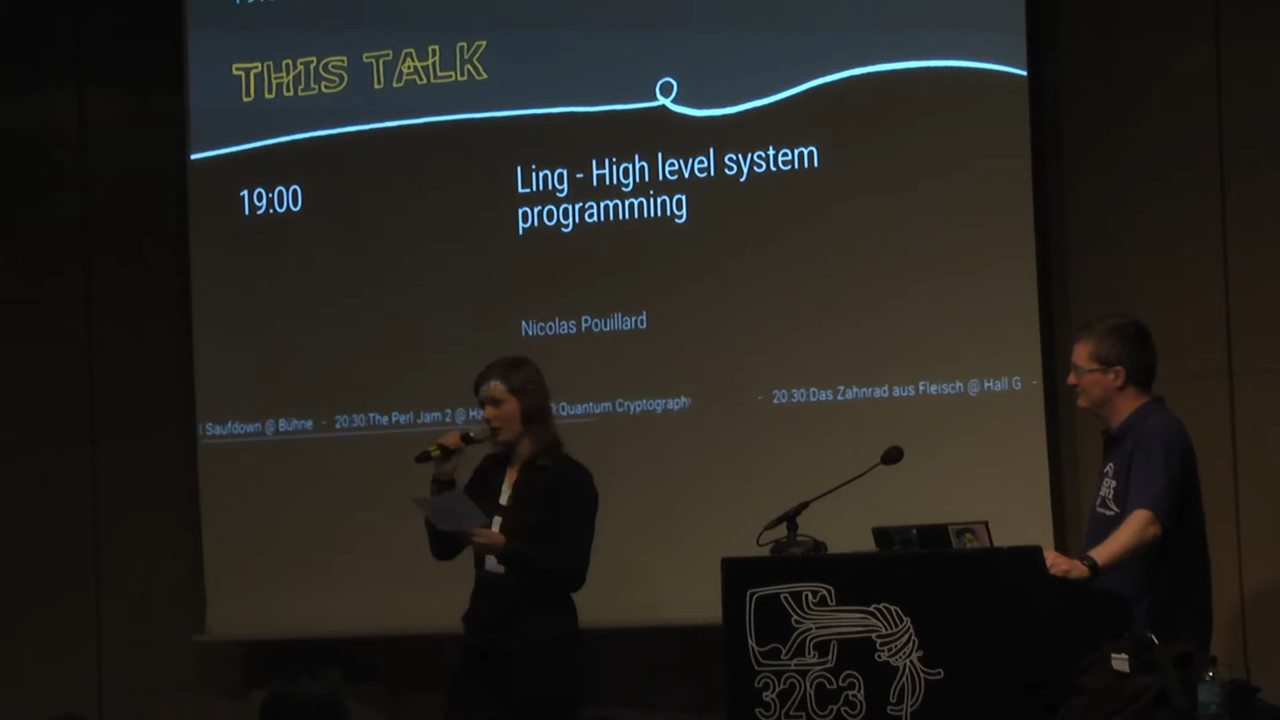 THIS TALK
19:00
Ling - High level system
programming
Nicolas Pouillard
Saufdown @ Bühne - 20:30:The Perl Jam 2 @ Quantum Cryptography - 20:30:Das Zahnrad aus Fleisch @ Hall G -
32C3